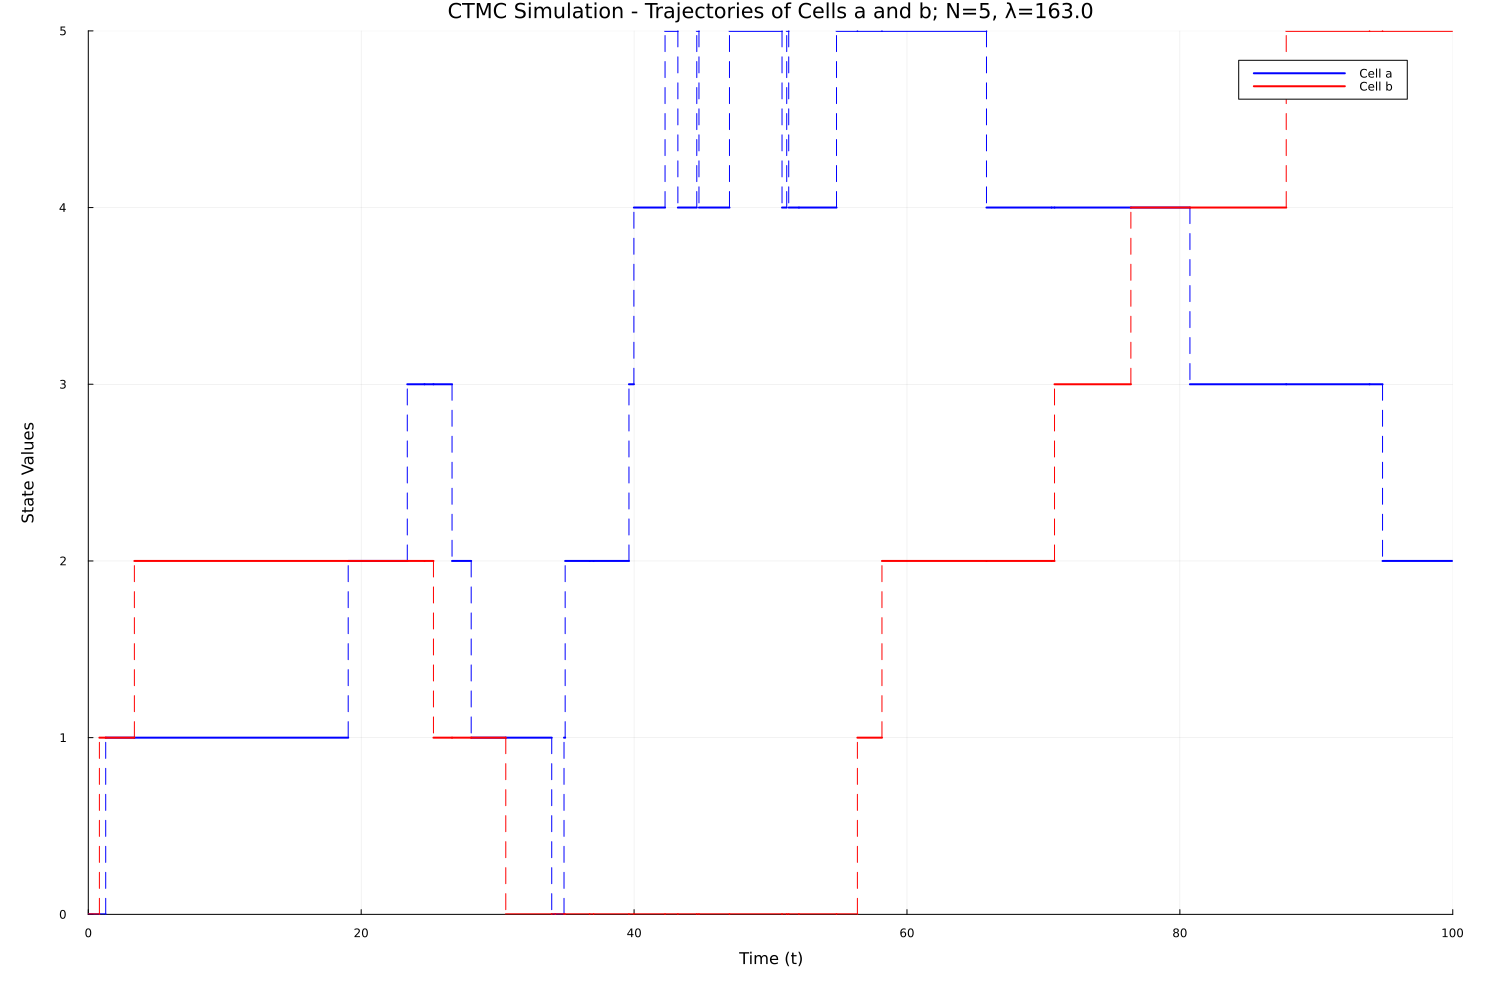 CTMC Simulation - Trajectories of Cells a and b; N=5, λ=163.0
5
Cell a
Cell b
4
3
State Values
2
1
0
0 20 40 60 80 100
Time (t)